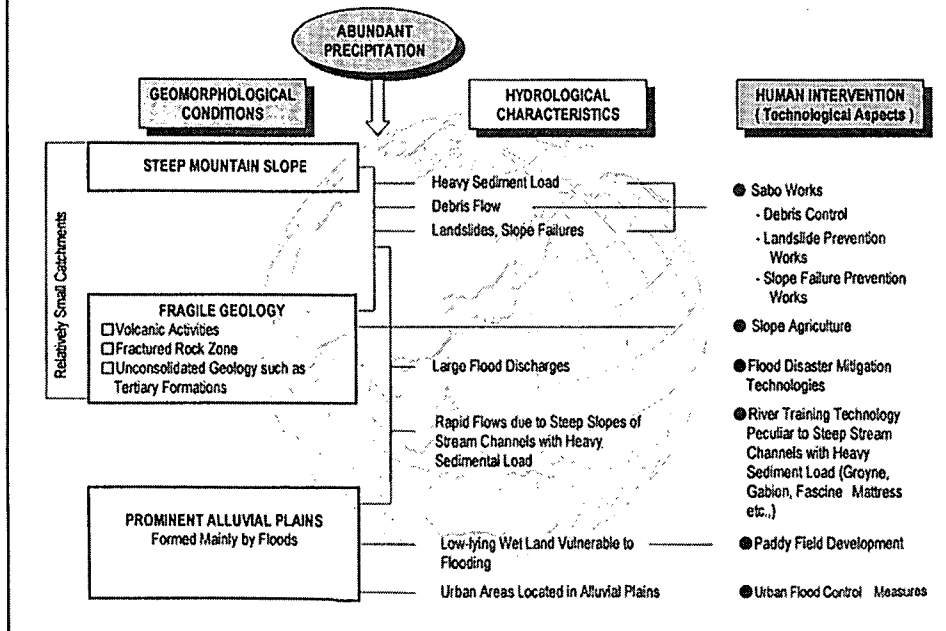 ABUNDANT
PRECIPITATION
GEOMORPHOLOGICAL
CONDITIONS
HYDROLOGICAL
CHARACTERISTICS
HUMAN INTERVENTION
( Technological Aspects )
Relatively Small Catchments
STEEP MOUNTAIN SLOPE
FRAGILE GEOLOGY
□ Volcanic Activities
□ Fractured Rock Zone
□ Unconsolidated Geology such as
Tertiary Formations
PROMINENT ALLUVIAL PLAINS
Formed Mainly by Floods
Heavy Sediment Load
Debris Flow
Landslides, Slope Failures
Largo Flood Discharges
Rapid Flows due to Steep Slopes of
Stream Channels with Heavy
Sedimental Load
Low-lying Wet Land Vulnerable to
Flooding
Urban Areas Located in Alluvial Plains
● Sabo Works
- Debris Control
- Landslide Prevention
Works
- Slope Failure Prevention
Works
● Slope Agriculture
● Flood Disaster Mitigation
Technologies
● River Training Technology
Peculiar to Steep Stream
Channels with Heavy
Sediment Load (Groyne,
Gabion, Fascine Mattress
etc.,)
● Paddy Field Development
● Urban Flood Control Measures